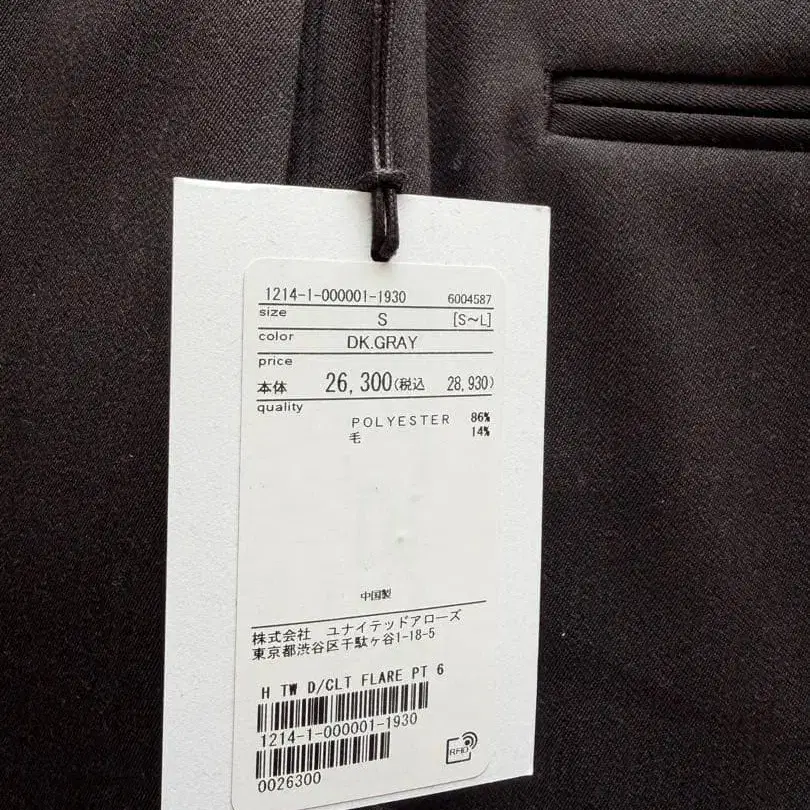 1214-1-000001-1930 6004587
size S [S~L]
color DK.GRAY
price
本体 26,300(税込 28,930)
quality
POLYESTER 86%
毛 14%
中国製
株式会社 ユナイテッドアローズ
東京都渋谷区千駄ヶ谷1-18-5
H TW D/CLT FLARE PT 6
1214-1-000001-1930
0026300
RFID